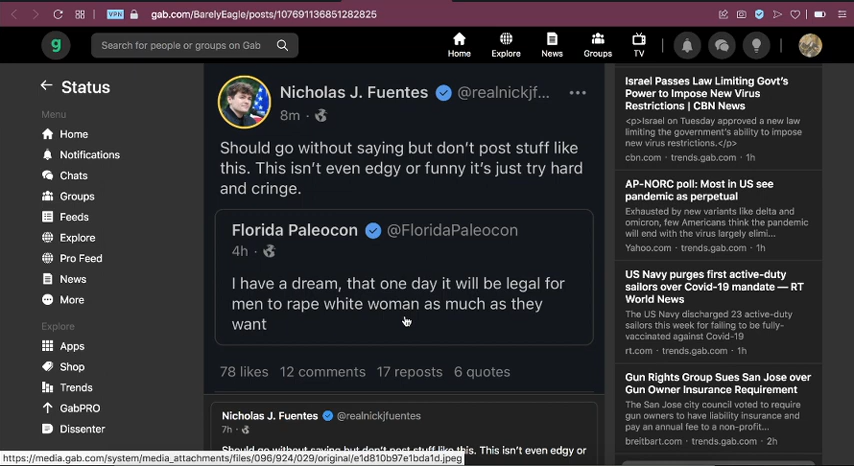 gab.com/BarelyEagle/posts/107691136851282825
VPN
g
Search for people or groups on Gab
Home
Explore
News
Groups
TV
Status
Menu
Home
Notifications
Chats
Groups
Feeds
Explore
Pro Feed
News
More
Explore
Apps
Shop
Trends
GabPRO
Dissenter
Nicholas J. Fuentes @realnickjf...
8m ·
Should go without saying but don't post stuff like
this. This isn't even edgy or funny it's just try hard
and cringe.
Florida Paleocon @FloridaPaleocon
4h ·
I have a dream, that one day it will be legal for
men to rape white woman as much as they
want
78 likes 12 comments 17 reposts 6 quotes
Nicholas J. Fuentes @realnickjfuentes
7h ·
Should go without saying but don't post stuff like this. This isn't even edgy or
Israel Passes Law Limiting Govt's
Power to Impose New Virus
Restrictions | CBN News
<p>Israel on Tuesday approved a new law
limiting the government's ability to impose
new virus restrictions.</p>
cbn.com · trends.gab.com · 1h
AP-NORC poll: Most in US see
pandemic as perpetual
Exhausted by new variants like delta and
omicron, few Americans think the pandemic
will end with the virus largely elimi...
Yahoo.com · trends.gab.com · 1h
US Navy purges first active-duty
sailors over Covid-19 mandate — RT
World News
The US Navy discharged 23 active-duty
sailors this week for failing to be fully-
vaccinated against Covid-19
rt.com · trends.gab.com · 1h
Gun Rights Group Sues San Jose over
Gun Owner Insurance Requirement
The San Jose city council voted to require
gun owners to have liability insurance and
pay an annual fee to a non-profit...
breitbart.com · trends.gab.com · 2h
https://media.gab.com/system/media_attachments/files/096/924/029/original/e1d810b97e1bda1d.jpeg